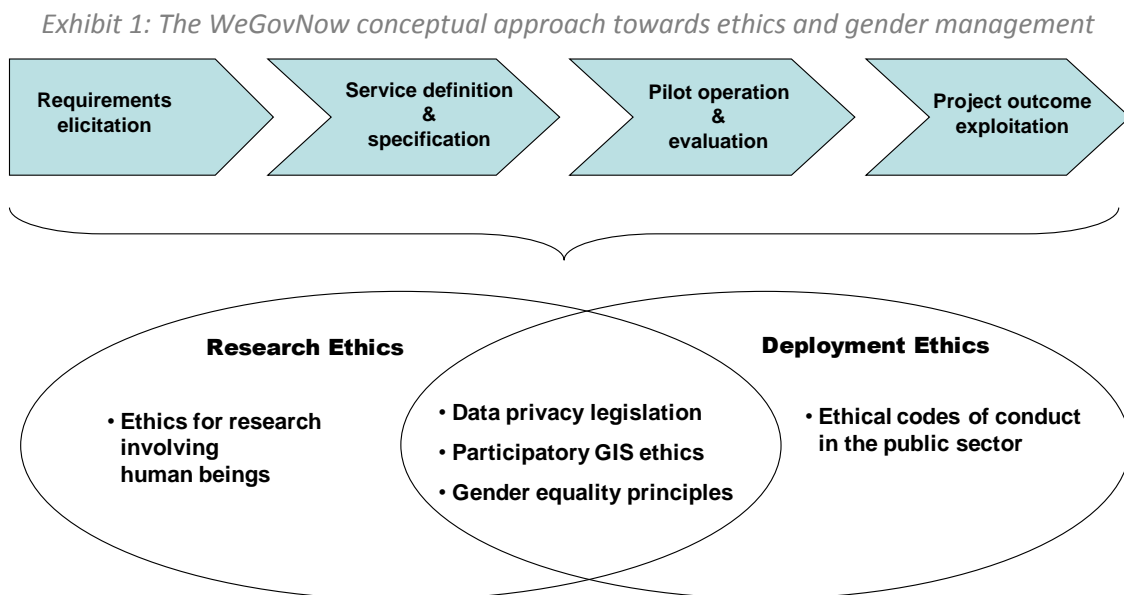 Exhibit 1: The WeGovNow conceptual approach towards ethics and gender management
Requirements
elicitation
Service definition
&
specification
Pilot operation
&
evaluation
Project outcome
exploitation
Research Ethics
• Ethics for research
involving
human beings
• Data privacy legislation
• Participatory GIS ethics
• Gender equality principles
Deployment Ethics
• Ethical codes of conduct
in the public sector